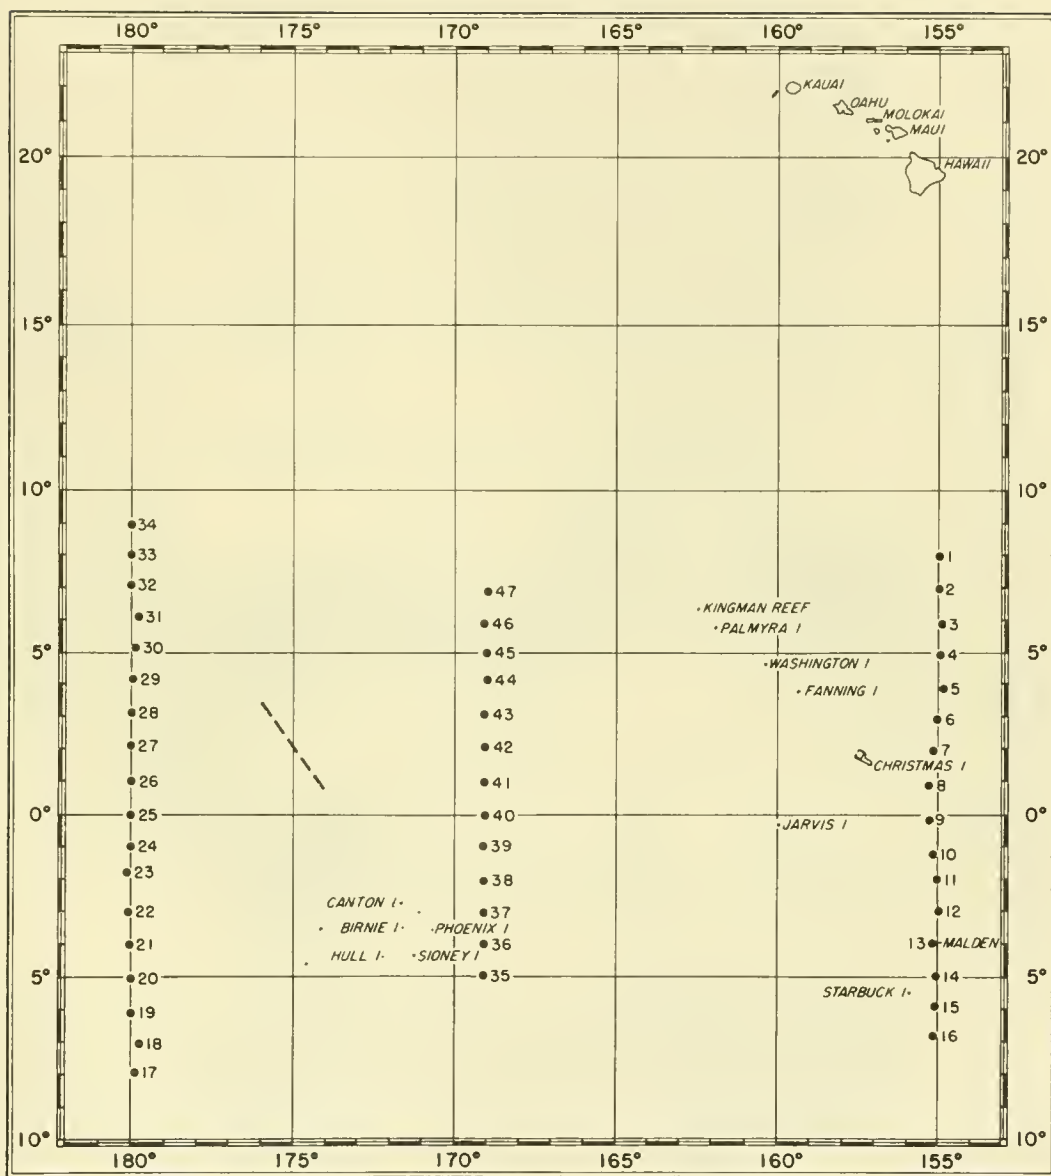 180° 175° 170° 165° 160° 155°
KAUAI
OAHU
MOLOKAI
MAUI
20° HAWAII 20°
15° 15°
10° 10°
34
33 1
32 2
47
31 KINGMAN REEF
46 PALMYRA I 3
5° 30 45 4 5°
WASHINGTON I
29 44
FANNING I 5
28 43 6
27 42 7
CHRISTMAS I
26 41 8
0° 25 40 0°
JARVIS I 9
24 39 10
23 38 11
CANTON I
22 37 12
BIRNIE I PHOENIX I
21 36 13 MALDEN
HULL I SIDNEY I
5° 20 35 14 5°
STARBUCK I
19 15
18 16
17
10° 10°
180° 175° 170° 165° 160° 155°